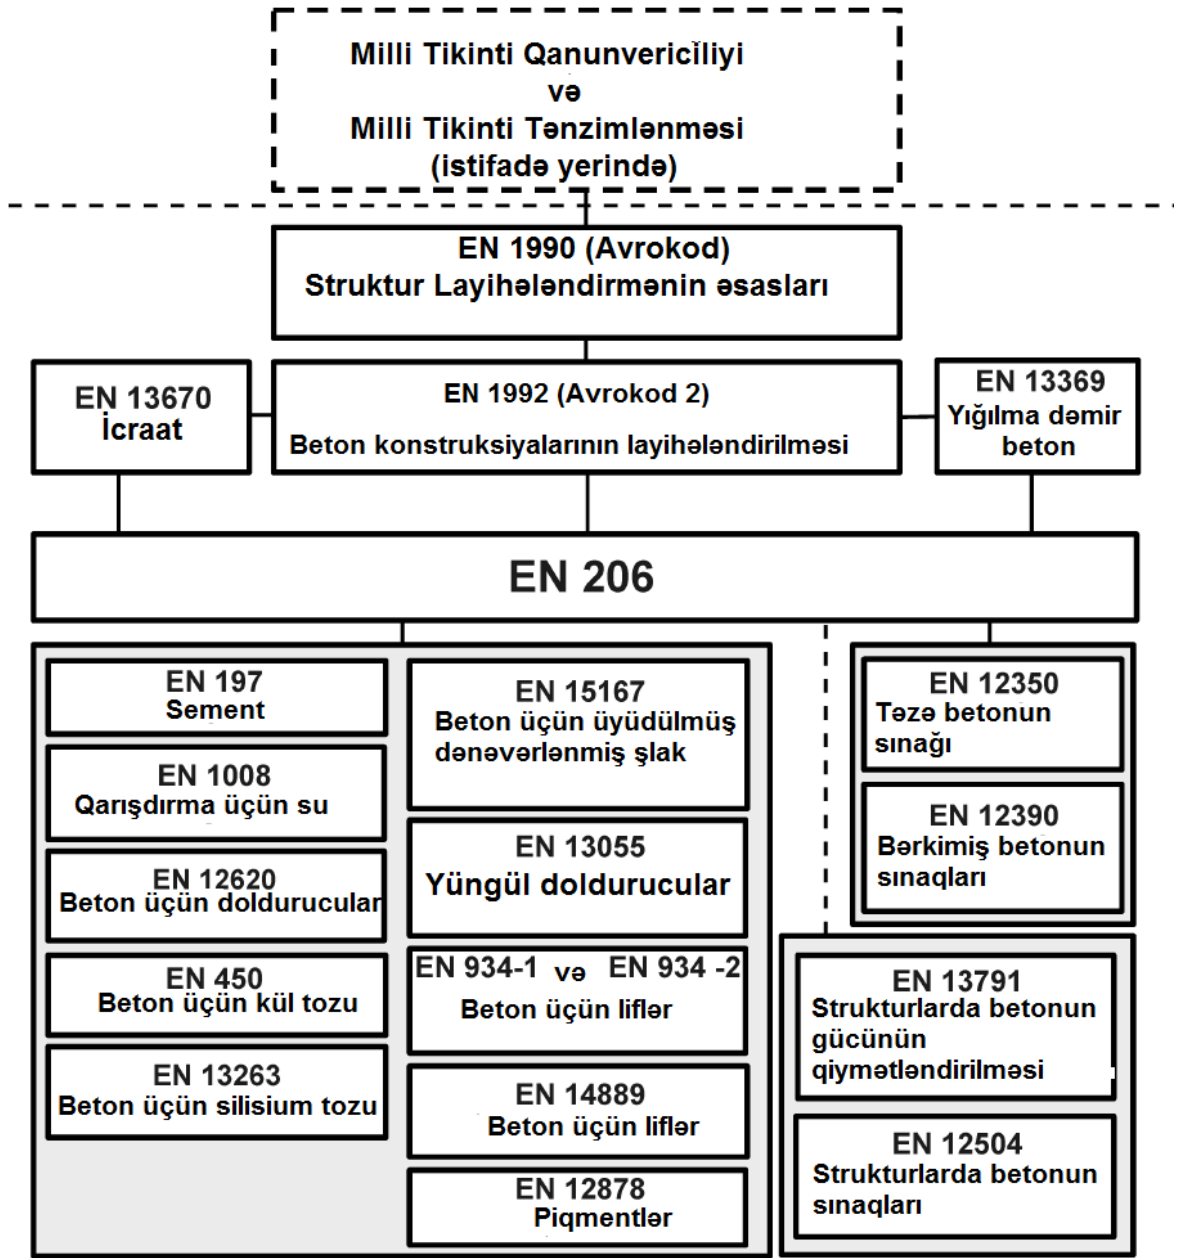 Milli Tikinti Qanunvericiliyi
və
Milli Tikinti Tənzimlənməsi
(istifadə yerində)
EN 1990 (Avrokod)
Struktur Layihələndirmənin əsasları
EN 13670
İcraat
EN 1992 (Avrokod 2)
Beton konstruksiyalarının layihələndirilməsi
EN 13369
Yığılma dəmir
beton
EN 206
EN 197
Sement
EN 1008
Qarışdırma üçün su
EN 12620
Beton üçün doldurucular
EN 450
Beton üçün kül tozu
EN 13263
Beton üçün silisium tozu
EN 15167
Beton üçün üyüdülmüş
dənəvərlənmiş şlak
EN 13055
Yüngül doldurucular
EN 934-1 və EN 934 -2
Beton üçün liflər
EN 14889
Beton üçün liflər
EN 12878
Piqmentlər
EN 12350
Təzə betonun
sınağı
EN 12390
Bərkimiş betonun
sınaqları
EN 13791
Strukturlarda betonun
gücünün
qiymətləndirilməsi
EN 12504
Strukturlarda betonun
sınaqları